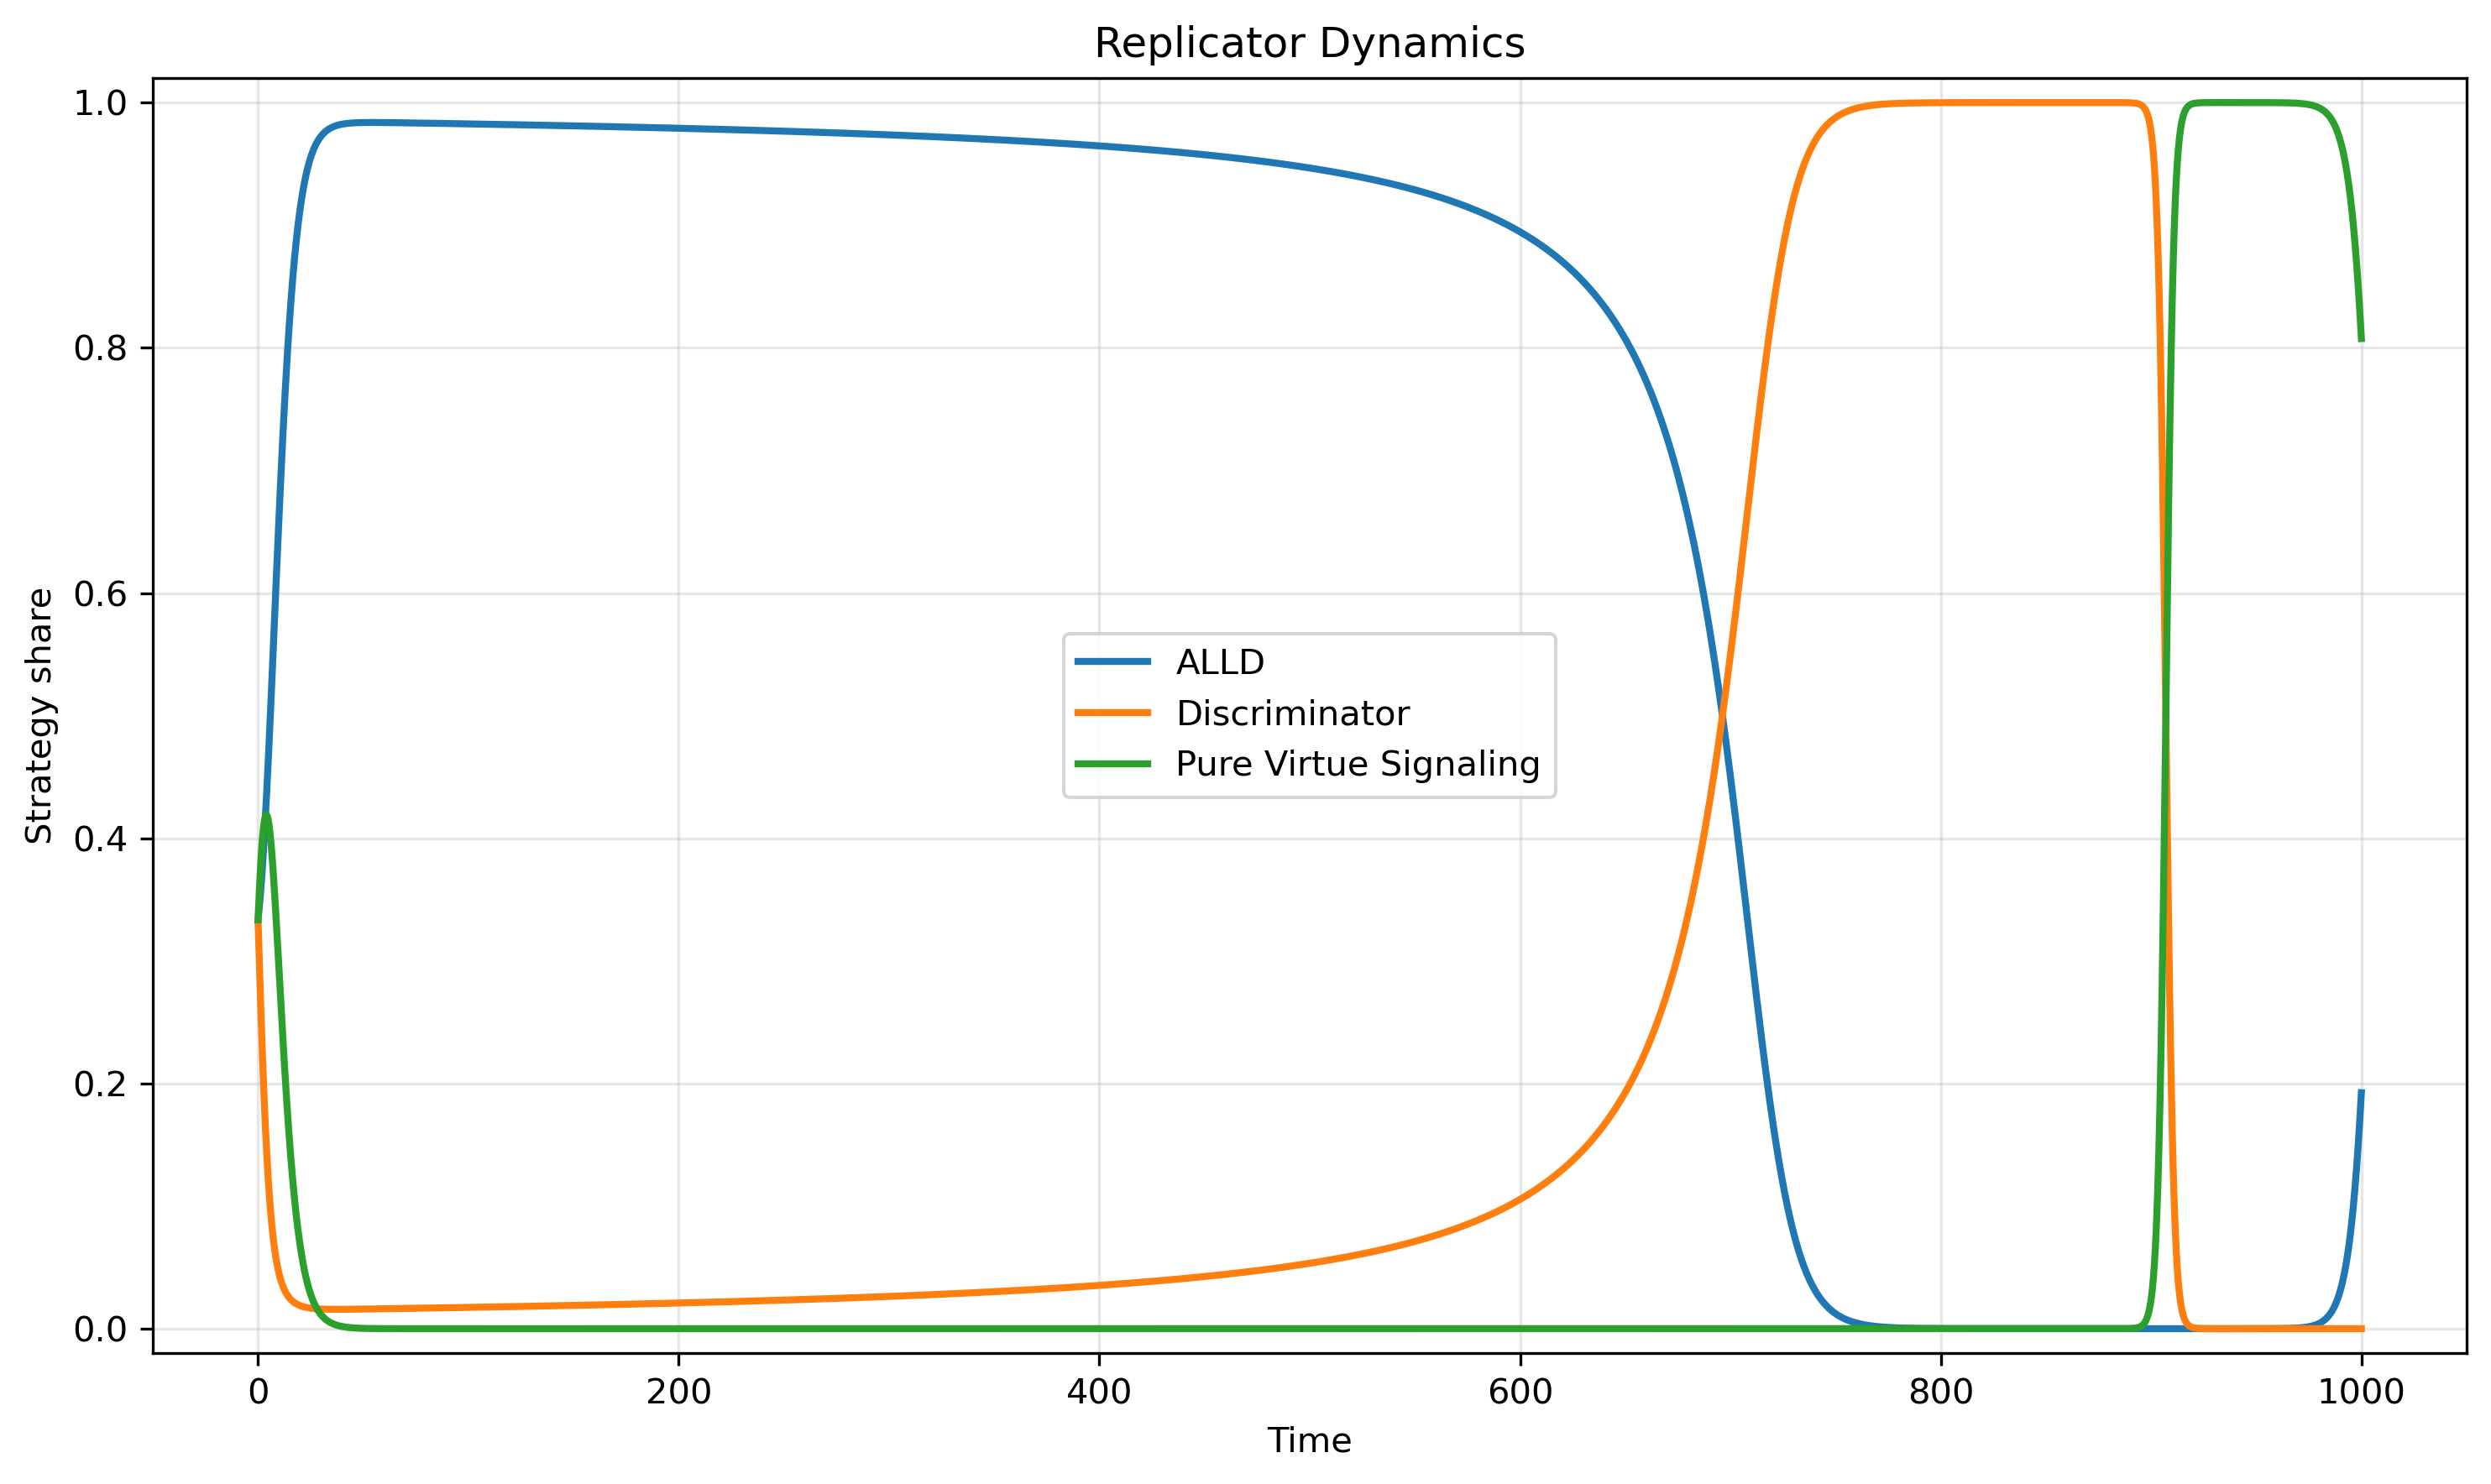 Replicator Dynamics
Strategy share
1.0
0.8
0.6
0.4
0.2
0.0
ALLD
Discriminator
Pure Virtue Signaling
0 200 400 600 800 1000
Time